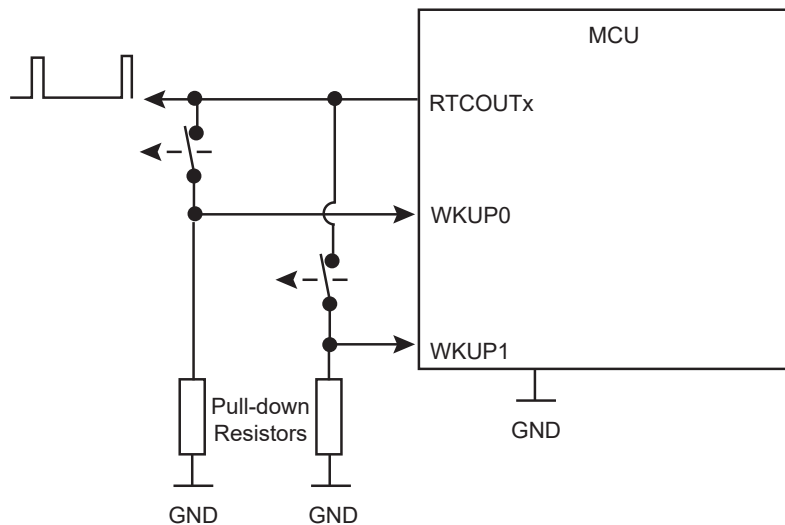 MCU
RTCOUTx
WKUP0
WKUP1
Pull-down
Resistors
GND
GND
GND